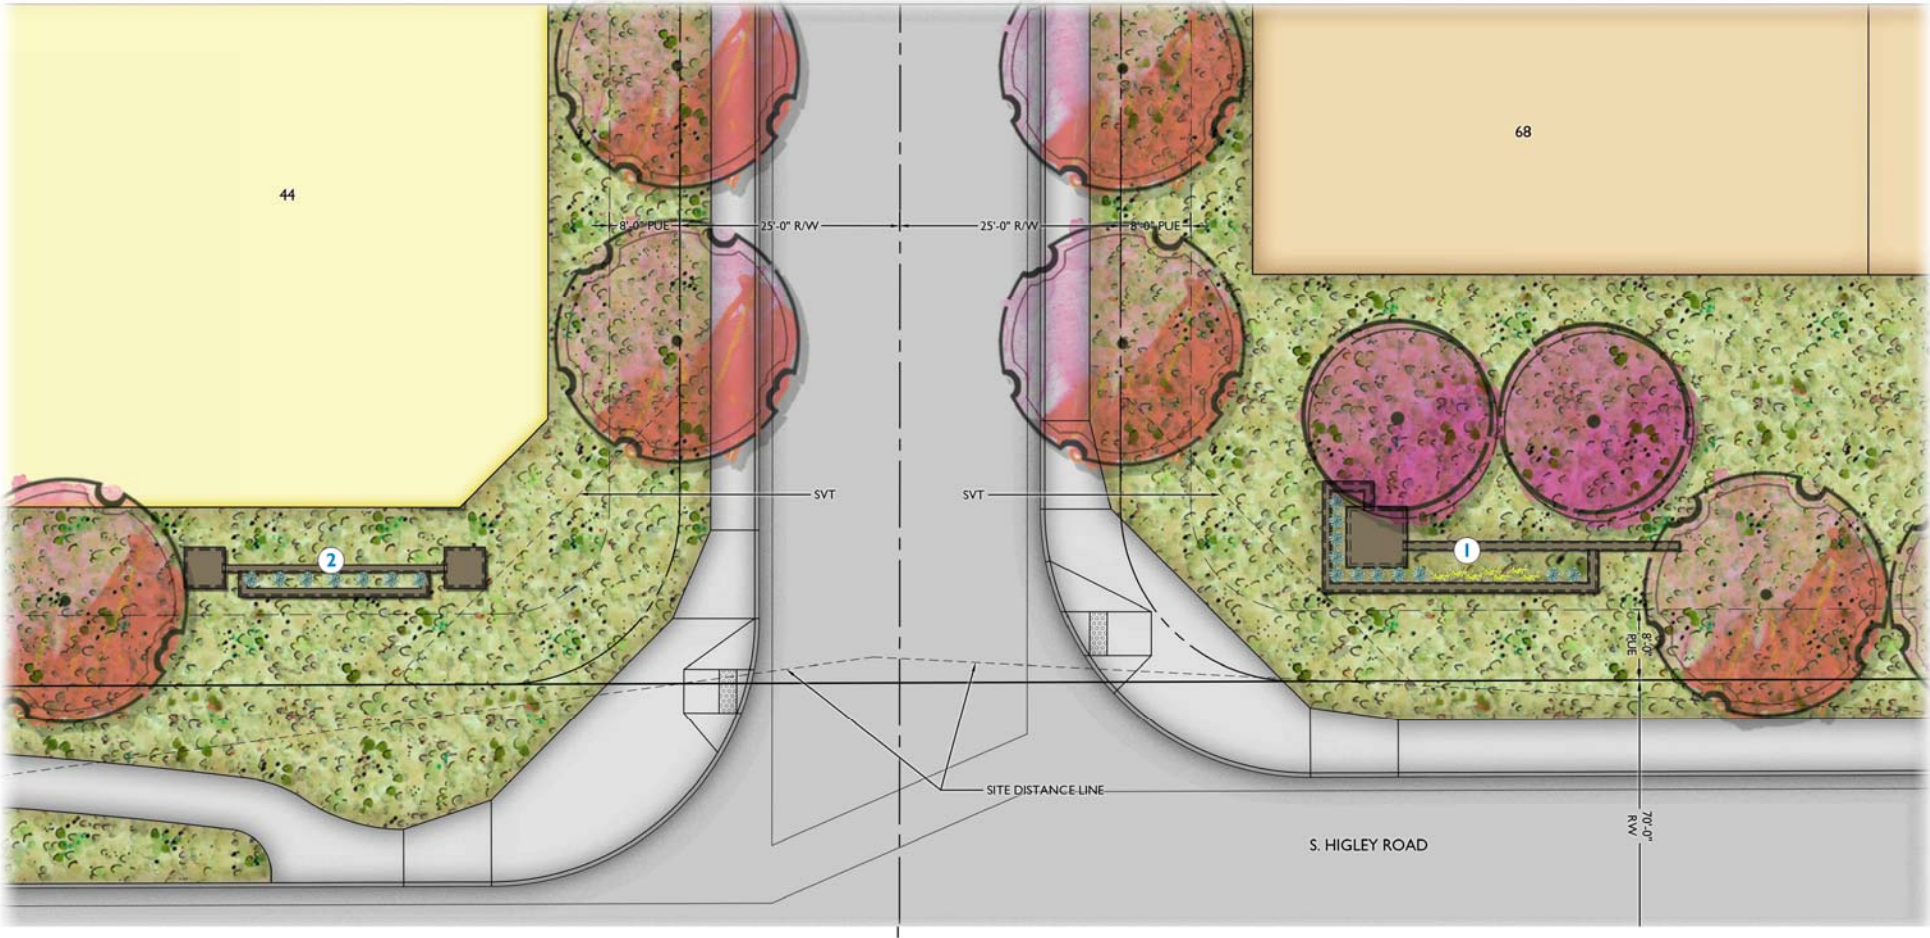 68
44
8'-0" PUE
25'-0" R/W
25'-0" R/W
8'-0" PUE
SVT
SVT
2
1
8'-0"
PUE
SITE DISTANCE LINE
70'-0"
RW
S. HIGLEY ROAD